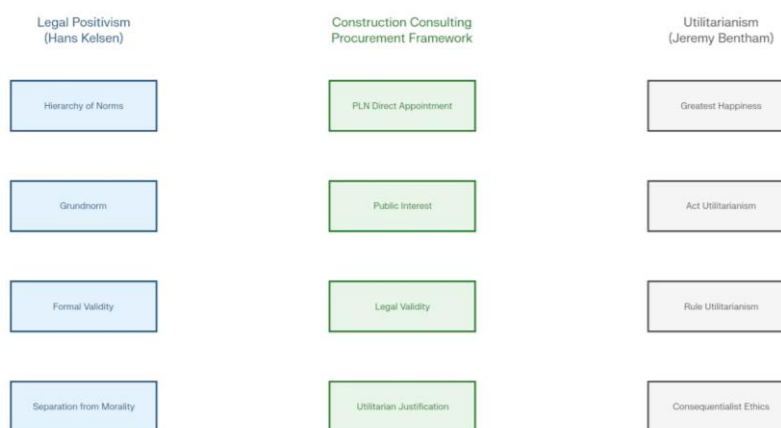 Legal Positivism
(Hans Kelsen)
Construction Consulting
Procurement Framework
Utilitarianism
(Jeremy Bentham)
Hierarchy of Norms
PLN Direct Appointment
Greatest Happiness
Grundnorm
Public Interest
Act Utilitarianism
Formal Validity
Legal Validity
Rule Utilitarianism
Separation from Morality
Utilitarian Justification
Consequentialist Ethics